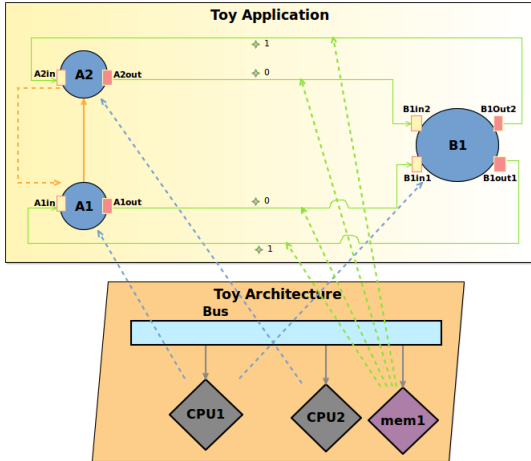 Toy Application
1
A2in
A2
A2out
0
B1in2
B1Out2
B1
B1in1
B1out1
A1in
A1
A1out
0
1
Toy Architecture
Bus
CPU1
CPU2
mem1